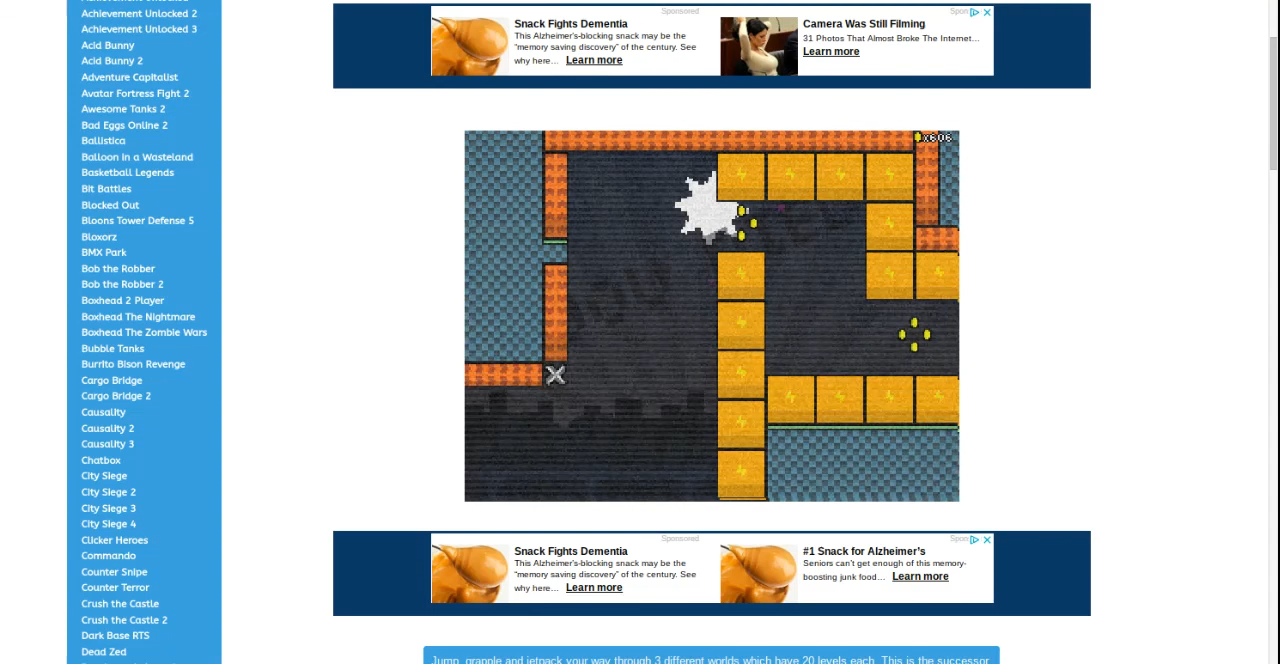 Achievement Unlocked 2
Achievement Unlocked 3
Acid Bunny
Acid Bunny 2
Adventure Capitalist
Avatar Fortress Fight 2
Awesome Tanks 2
Bad Eggs Online 2
Ballistica
Balloon in a Wasteland
Basketball Legends
Bit Battles
Blocked Out
Bloons Tower Defense 5
Bloxorz
BMX Park
Bob the Robber
Bob the Robber 2
Boxhead 2 Player
Boxhead The Nightmare
Boxhead The Zombie Wars
Bubble Tanks
Burrito Bison Revenge
Cargo Bridge
Cargo Bridge 2
Causality
Causality 2
Causality 3
Chatbox
City Siege
City Siege 2
City Siege 3
City Siege 4
Clicker Heroes
Commando
Counter Snipe
Counter Terror
Crush the Castle
Crush the Castle 2
Dark Base RTS
Dead Zed
Sponsored
Snack Fights Dementia
This Alzheimer's snack may be the
"memory saving discovery" of the century. See
why here... Learn more
Spon
Camera Was Still Filming
31 Photos That Almost Broke The Internet...
Learn more
x606
Sponsored
Snack Fights Dementia
This Alzheimer's snack may be the
"memory saving discovery" of the century. See
why here... Learn more
Spon
#1 Snack for Alzheimer's
Seniors can't get enough of this memory-
boosting junk food... Learn more
Jump, grapple and jetpack your way through 3 different worlds which have 20 levels each. This is the successor